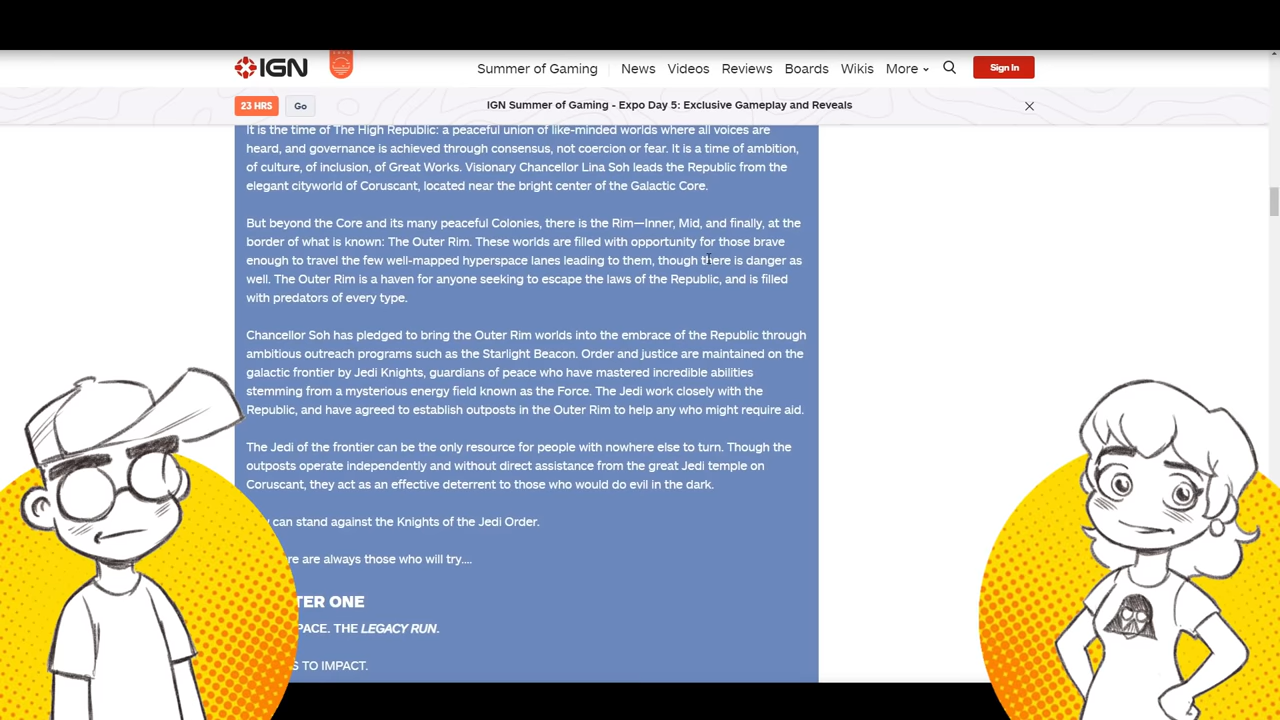 IGN
Summer of Gaming
News
Videos
Reviews
Boards
Wikis
More
Sign In
23 HRS
Go
IGN Summer of Gaming - Expo Day 5: Exclusive Gameplay and Reveals
It is the time of The High Republic: a peaceful union of like-minded worlds where all voices are
heard, and governance is achieved through consensus, not coercion or fear. It is a time of ambition,
of culture, of inclusion, of Great Works. Visionary Chancellor Lina Soh leads the Republic from the
elegant cityworld of Coruscant, located near the bright center of the Galactic Core.
But beyond the Core and its many peaceful Colonies, there is the Rim—Inner, Mid, and finally, at the
border of what is known: The Outer Rim. These worlds are filled with opportunity for those brave
enough to travel the few well-mapped hyperspace lanes leading to them, though there is danger as
well. The Outer Rim is a haven for anyone seeking to escape the laws of the Republic, and is filled
with predators of every type.
Chancellor Soh has pledged to bring the Outer Rim worlds into the embrace of the Republic through
ambitious outreach programs such as the Starlight Beacon. Order and justice are maintained on the
galactic frontier by Jedi Knights, guardians of peace who have mastered incredible abilities
stemming from a mysterious energy field known as the Force. The Jedi work closely with the
Republic, and have agreed to establish outposts in the Outer Rim to help any who might require aid.
The Jedi of the frontier can be the only resource for people with nowhere else to turn. Though the
outposts operate independently and without direct assistance from the great Jedi temple on
Coruscant, they act as an effective deterrent to those who would do evil in the dark.
can stand against the Knights of the Jedi Order.
are always those who will try....
TER ONE
PACE. THE LEGACY RUN.
S TO IMPACT.